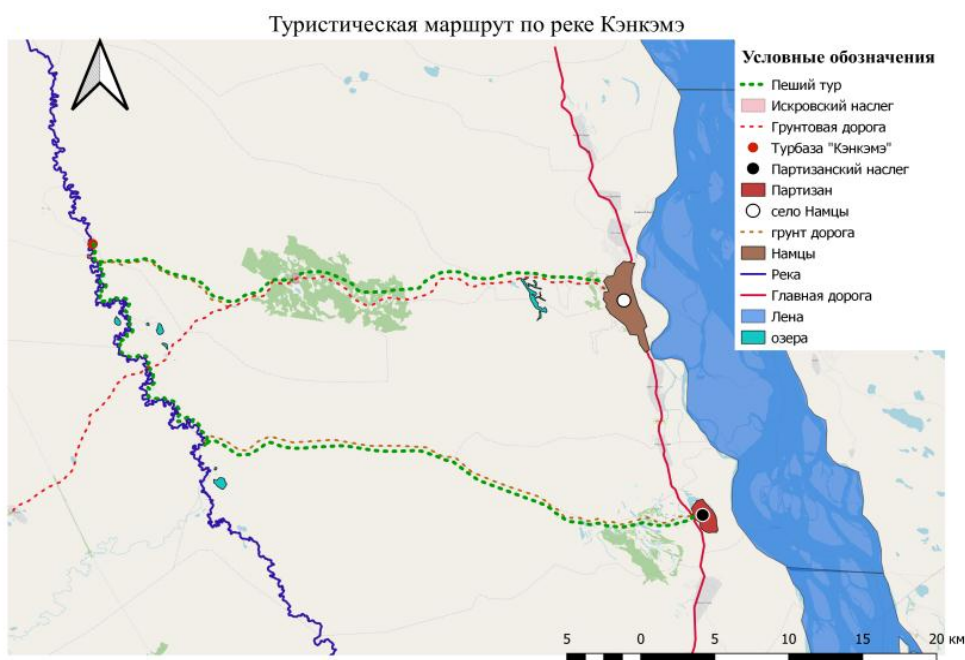 Туристическая маршрут по реке Кэнкэмэ
Условные обозначения
Пеший тур
Искровский наслег
Грунтовая дорога
Турбаза "Кэнкэмэ"
Партизанский наслег
Партизан
село Намцы
грунт дорога
Намцы
Река
Главная дорога
Лена
озера
5 0 5 10 15 20 км